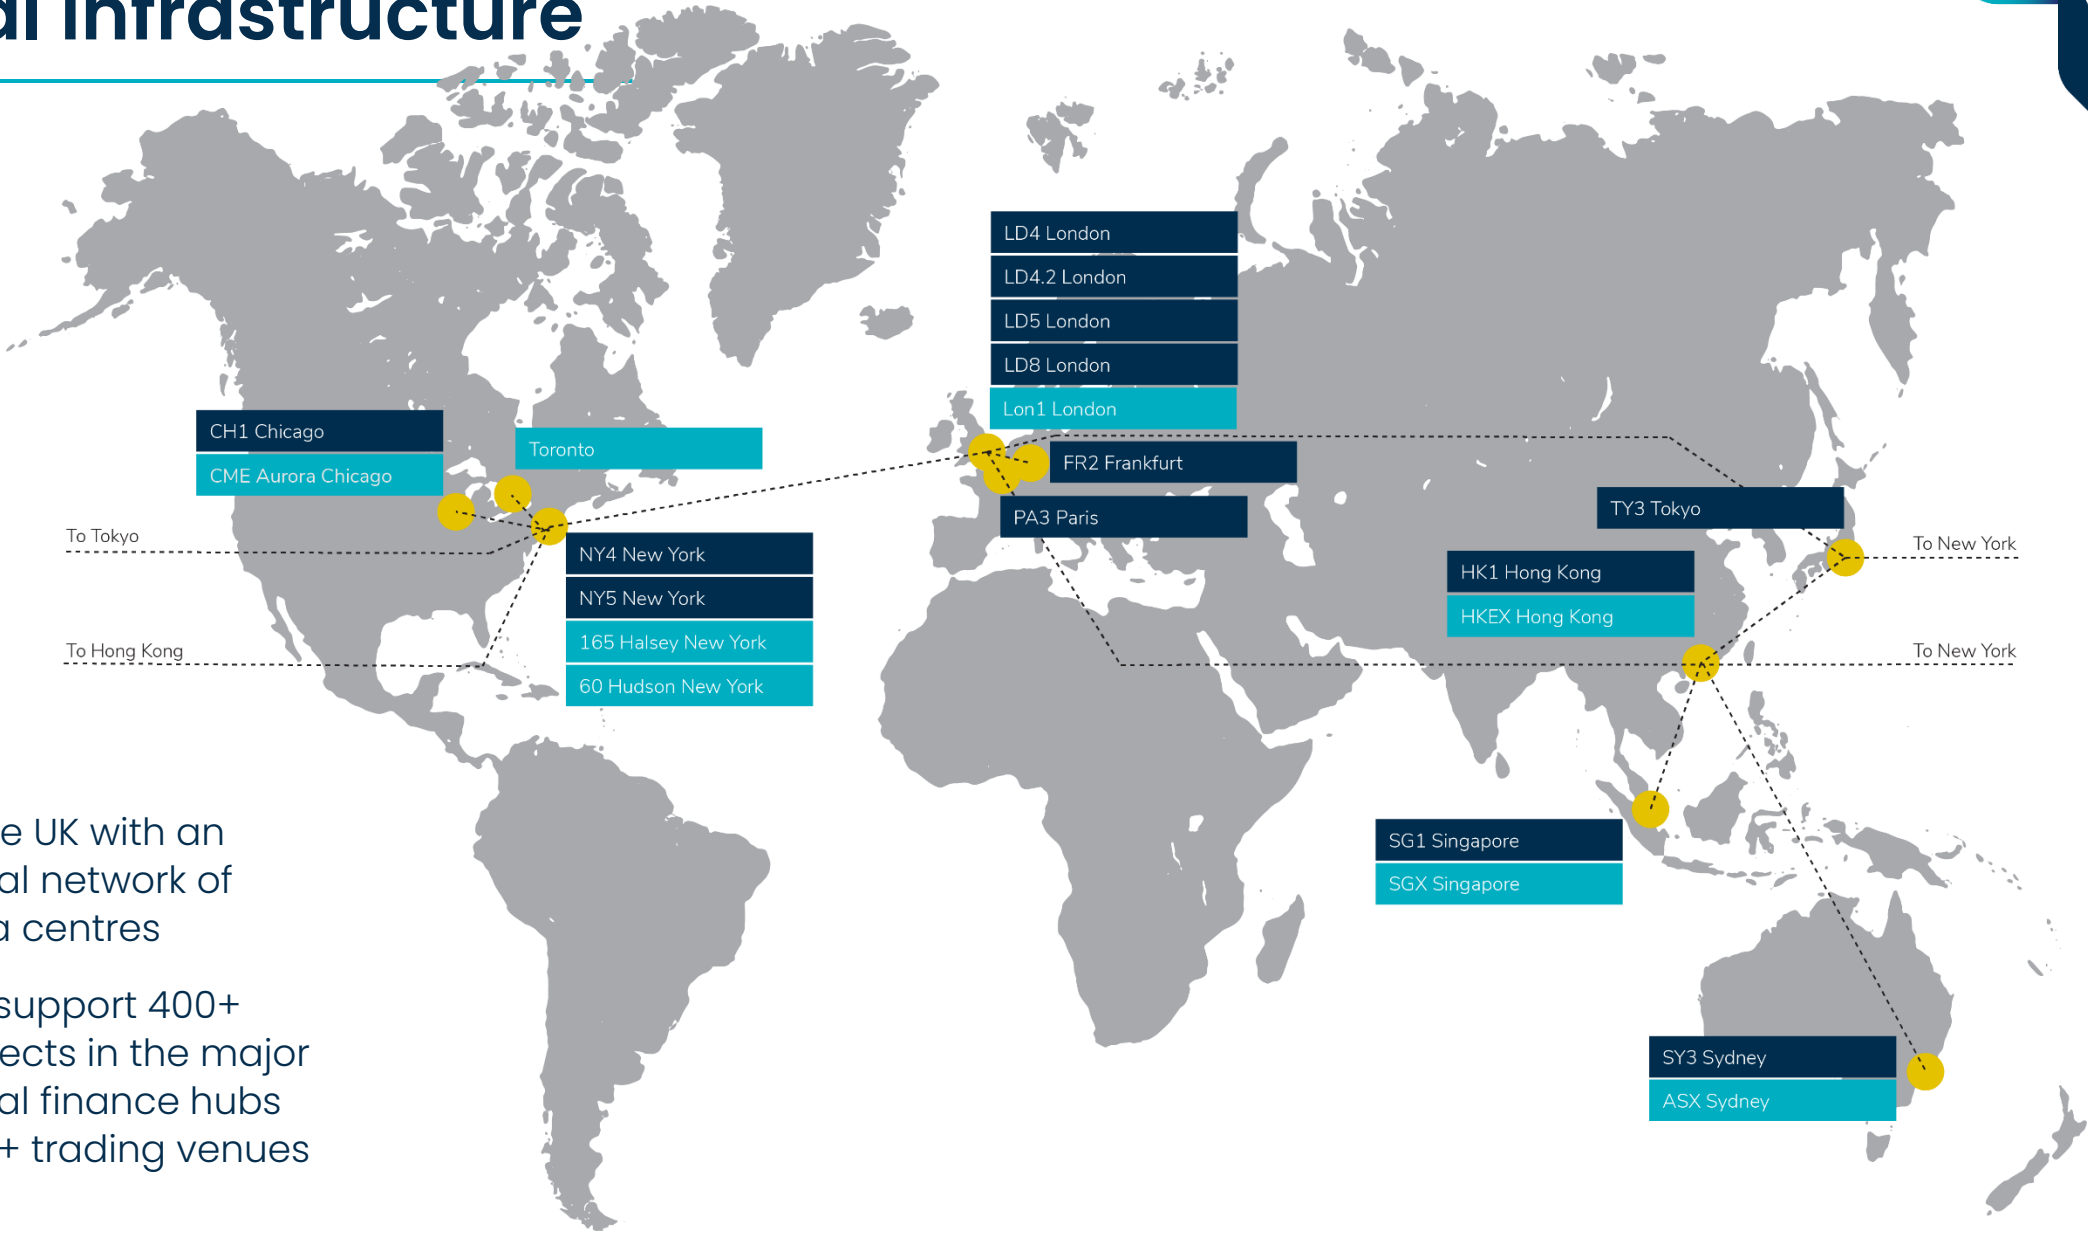 al Infrastructure
LD4 London
LD4.2 London
LD5 London
LD8 London
Lon1 London
CH1 Chicago
CME Aurora Chicago
Toronto
FR2 Frankfurt
PA3 Paris
TY3 Tokyo
To Tokyo
To New York
NY4 New York
NY5 New York
165 Halsey New York
60 Hudson New York
HK1 Hong Kong
HKEX Hong Kong
To Hong Kong
To New York
SG1 Singapore
SGX Singapore
SY3 Sydney
ASX Sydney
e UK with an
al network of
a centres
support 400+
ects in the major
al finance hubs
+ trading venues